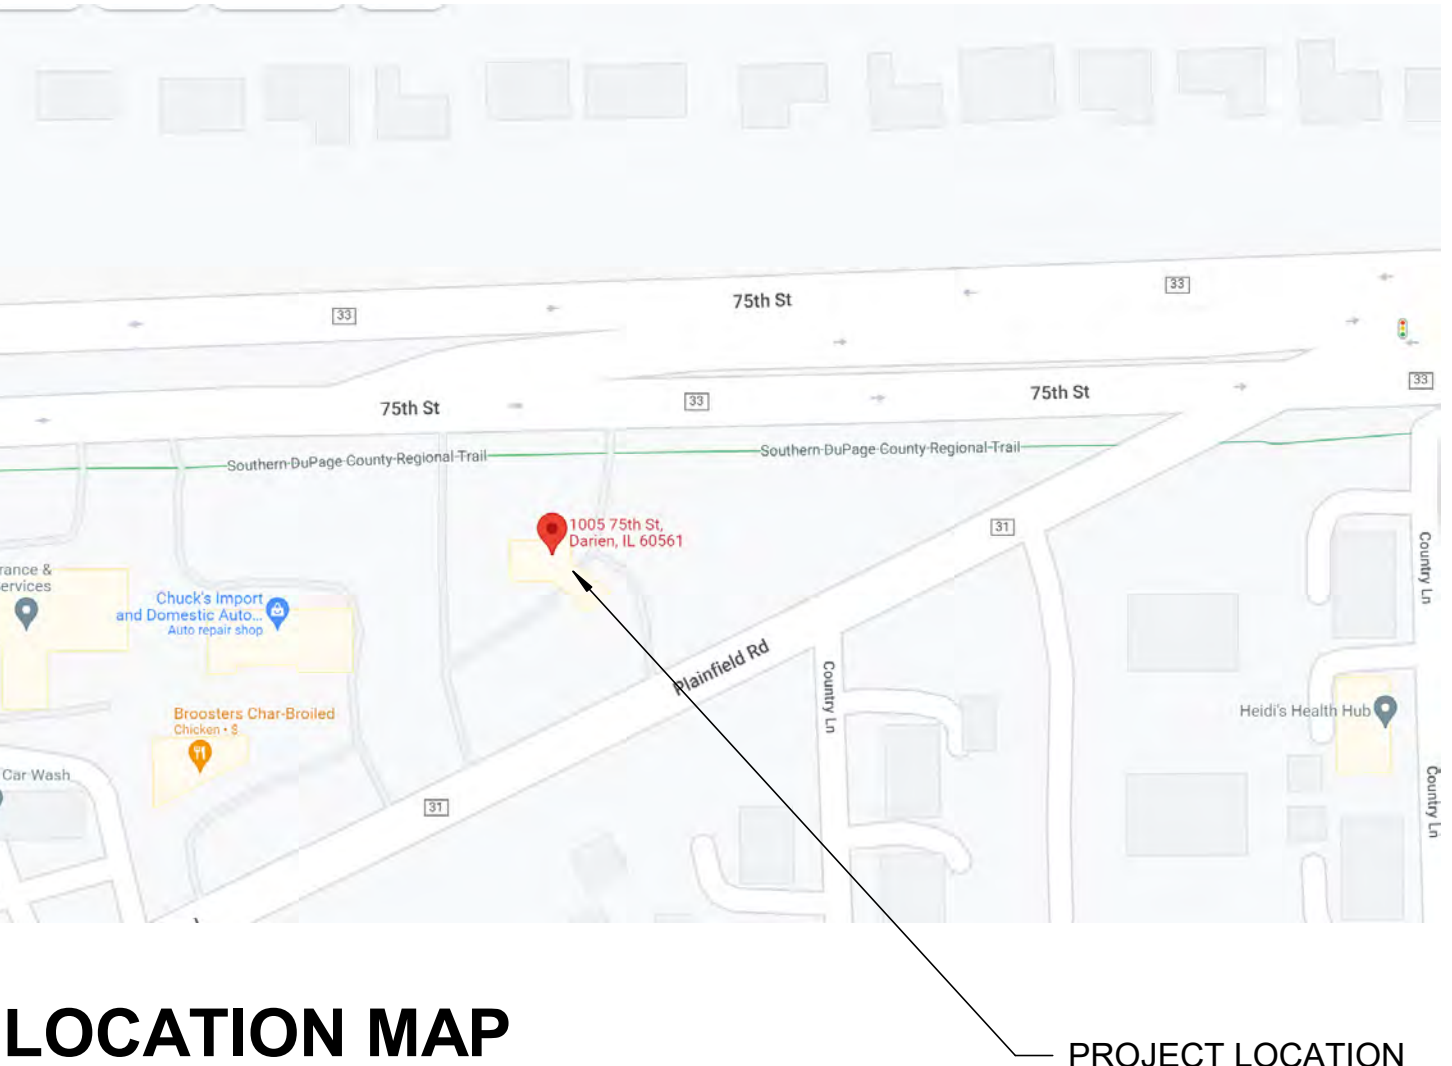 33
75th St
33
75th St
33
75th St
33
Southern DuPage County Regional Trail
Southern DuPage County Regional Trail
1005 75th St,
Darien, IL 60561
31
Country Ln
rance &
ervices
Chuck's Import
and Domestic Auto...
Auto repair shop
Plainfield Rd
Country Ln
Heidi's Health Hub
Broosters Char-Broiled
Chicken • $
Car Wash
Country Ln
31
LOCATION MAP
PROJECT LOCATION